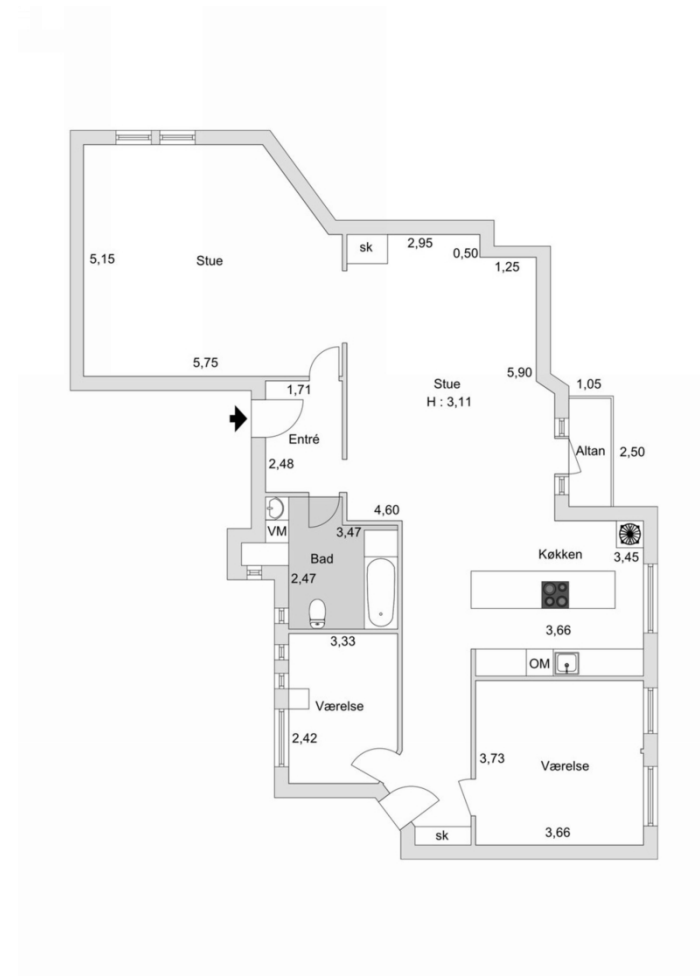 sk
2,95
0,50
1,25
5,15
Stue
5,75
5,90
1,05
Stue
H : 3,11
1,71
Entré
2,48
Altan
2,50
4,60
VM
3,47
Bad
2,47
Køkken
3,45
3,66
3,33
OM
Værelse
2,42
3,73
Værelse
3,66
sk